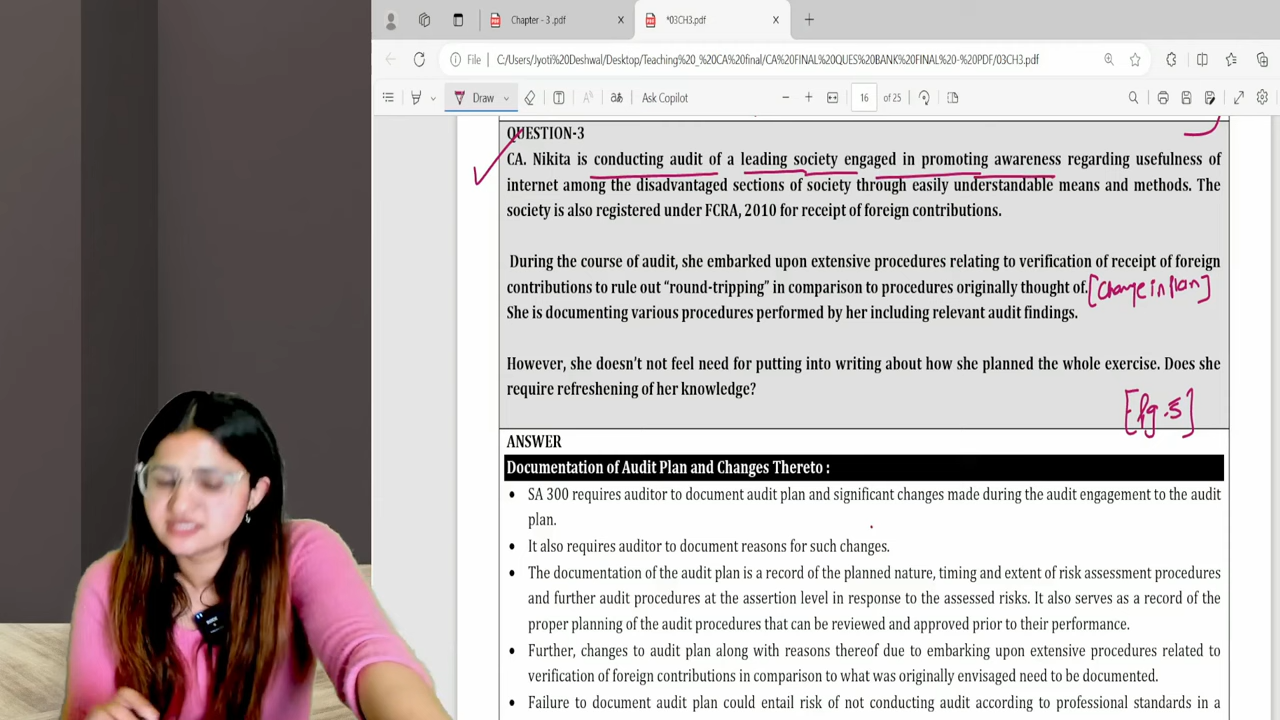 Chapter - 3 .pdf
*03CH3.pdf
File
C:/Users/Jyoti%20Deshwal/Desktop/Teaching%20_%20CA%20final/CA%20FINAL%20QUES%20BANK%20FINAL%20-%20PDF/03CH3.pdf
Draw
Ask Copilot
16
of 25
QUESTION-3
CA. Nikita is conducting audit of a leading society engaged in promoting awareness regarding usefulness of
internet among the disadvantaged sections of society through easily understandable means and methods. The
society is also registered under FCRA, 2010 for receipt of foreign contributions.
During the course of audit, she embarked upon extensive procedures relating to verification of receipt of foreign
contributions to rule out “round-tripping” in comparison to procedures originally thought of. [Change in Plan]
She is documenting various procedures performed by her including relevant audit findings.
However, she doesn’t not feel need for putting into writing about how she planned the whole exercise. Does she
require refreshening of her knowledge?
[Pg.5]
ANSWER
Documentation of Audit Plan and Changes Thereto :
• SA 300 requires auditor to document audit plan and significant changes made during the audit engagement to the audit
plan.
• It also requires auditor to document reasons for such changes.
• The documentation of the audit plan is a record of the planned nature, timing and extent of risk assessment procedures
and further audit procedures at the assertion level in response to the assessed risks. It also serves as a record of the
proper planning of the audit procedures that can be reviewed and approved prior to their performance.
• Further, changes to audit plan along with reasons thereof due to embarking upon extensive procedures related to
verification of foreign contributions in comparison to what was originally envisaged need to be documented.
• Failure to document audit plan could entail risk of not conducting audit according to professional standards in a